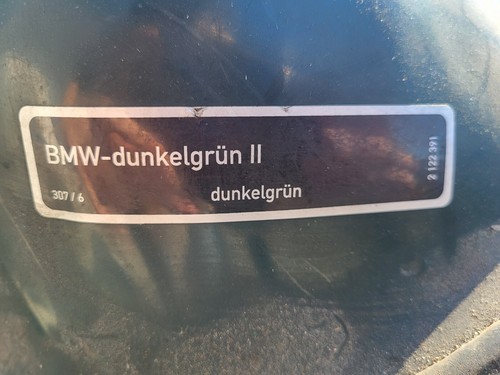 BMW-dunkelgrün II
307 / 6
dunkelgrün
2 122 391